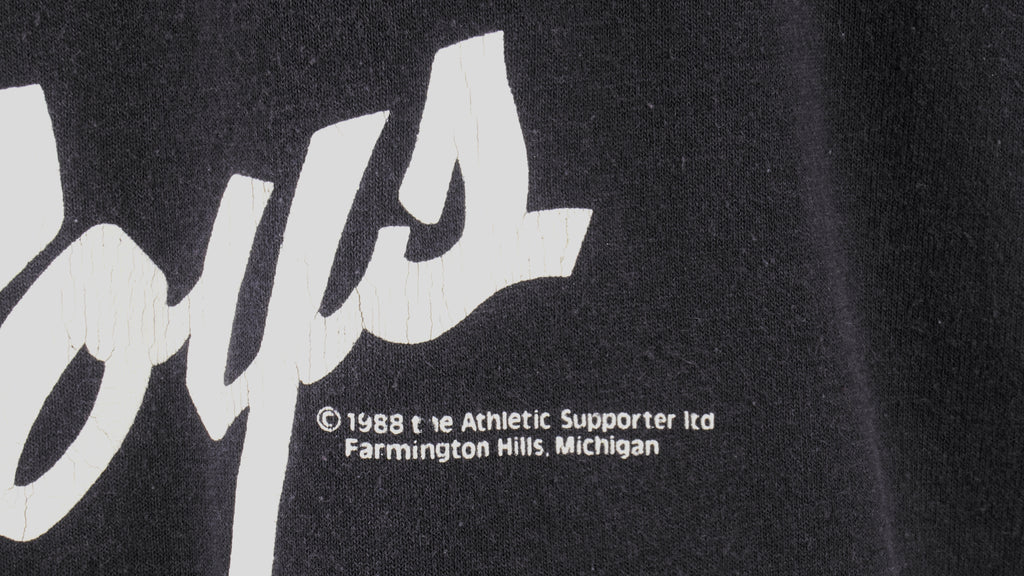 oys
© 1988 the Athletic Supporter ltd
Farmington Hills, Michigan